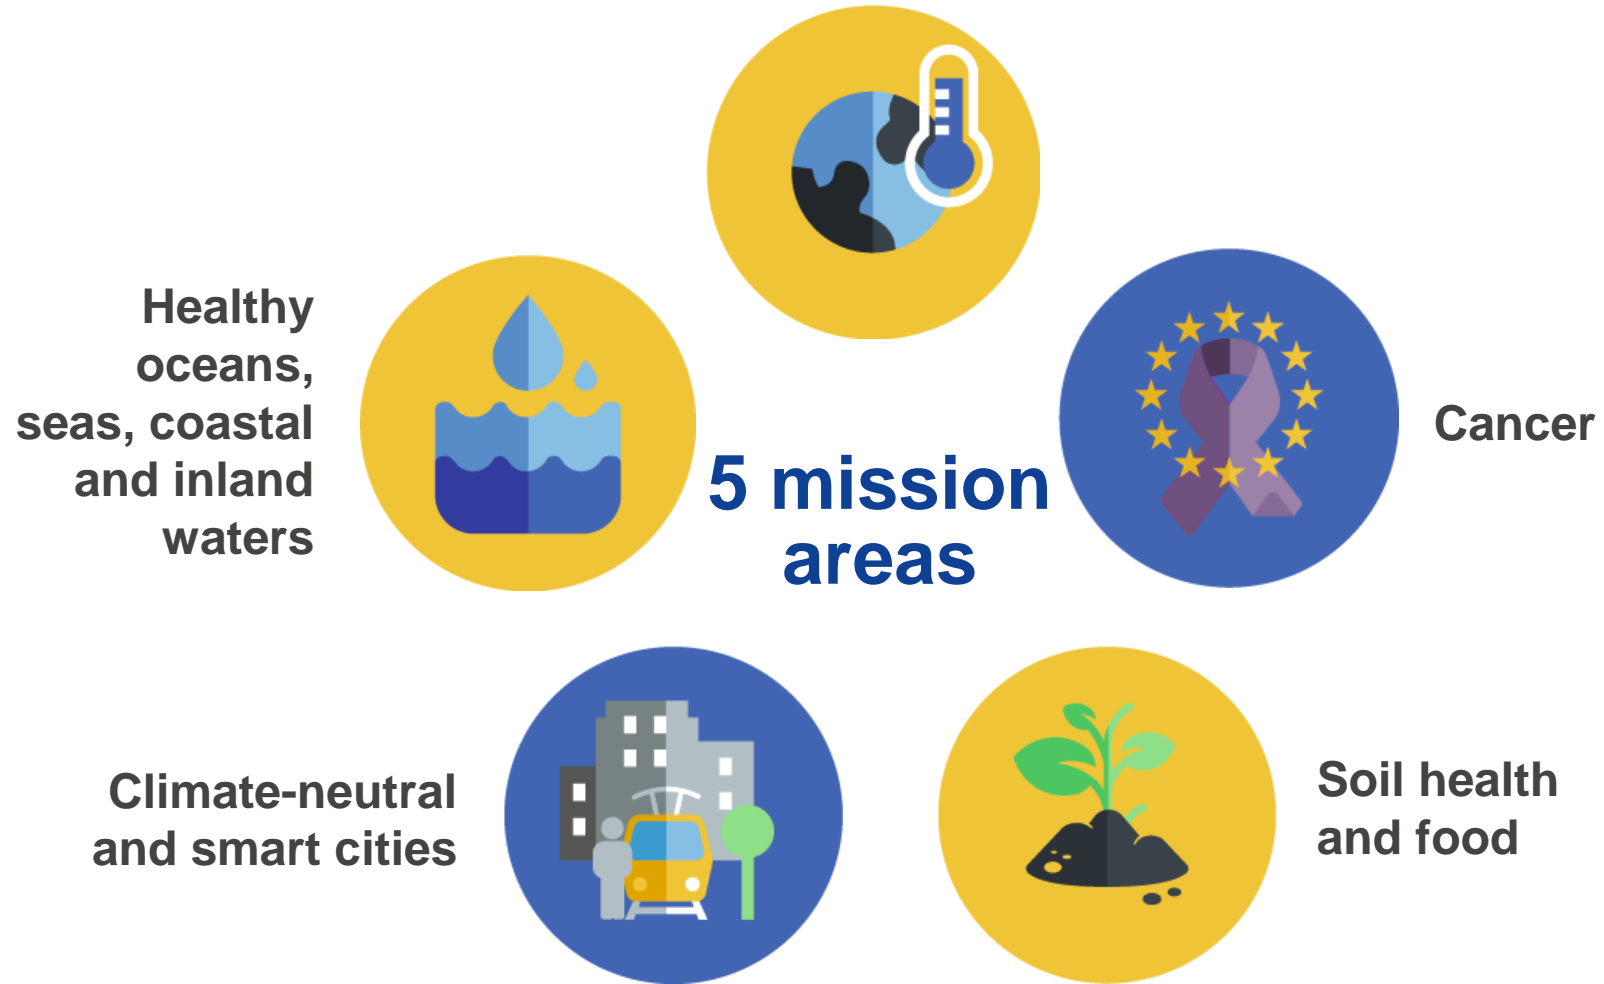 Healthy
oceans,
seas, coastal
and inland
waters
5 mission
areas
Cancer
Climate-neutral
and smart cities
Soil health
and food